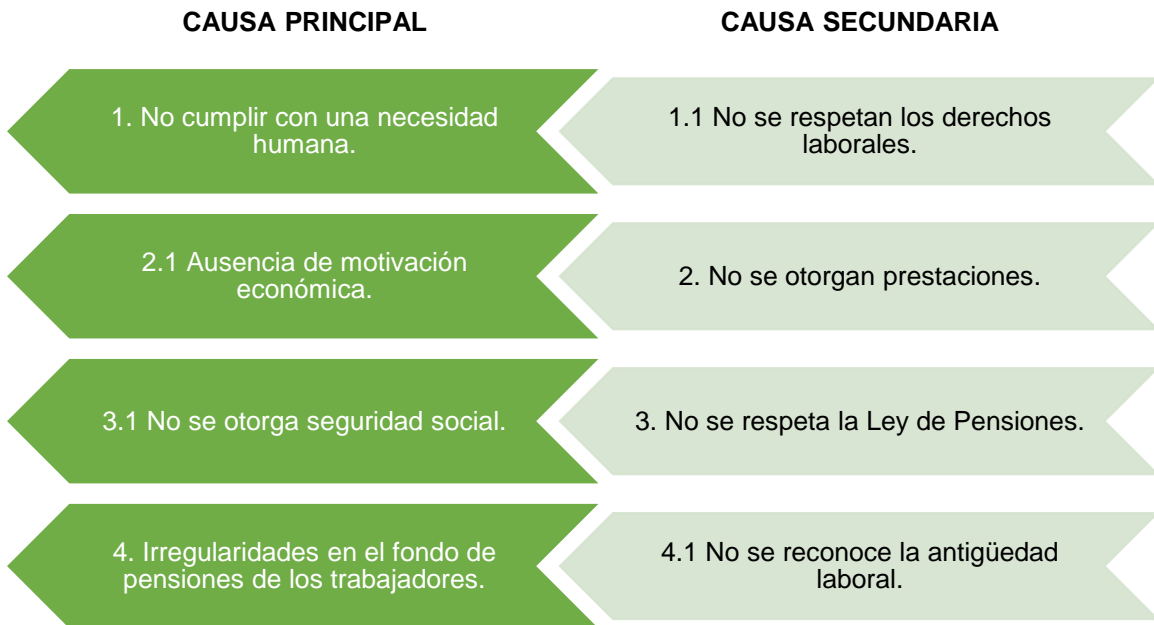 CAUSA PRINCIPAL
CAUSA SECUNDARIA
1. No cumplir con una necesidad
humana.
1.1 No se respetan los derechos
laborales.
2.1 Ausencia de motivación
económica.
2. No se otorgan prestaciones.
3.1 No se otorga seguridad social.
3. No se respeta la Ley de Pensiones.
4. Irregularidades en el fondo de
pensiones de los trabajadores.
4.1 No se reconoce la antigüedad
laboral.